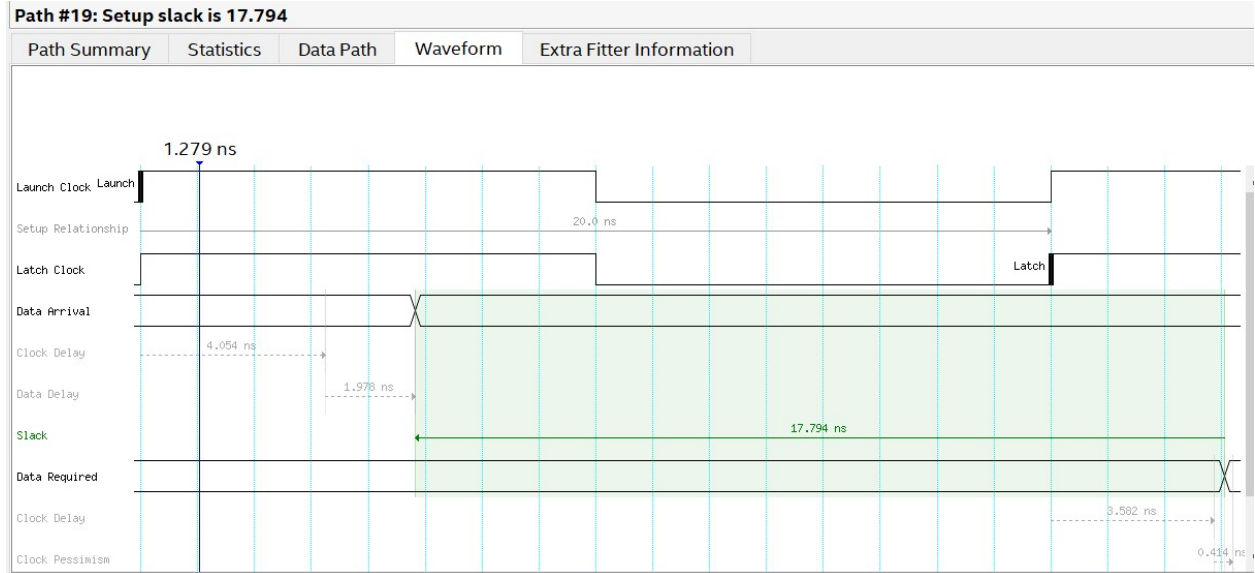 Path #19: Setup slack is 17.794
Path Summary Statistics Data Path Waveform Extra Fitter Information
1.279 ns
Launch Clock Launch
Setup Relationship 20.0 ns
Latch Clock Latch
Data Arrival
Clock Delay 4.054 ns
Data Delay 1.978 ns
Slack 17.794 ns
Data Required
Clock Delay 3.582 ns
Clock Pessimism 0.414 ns